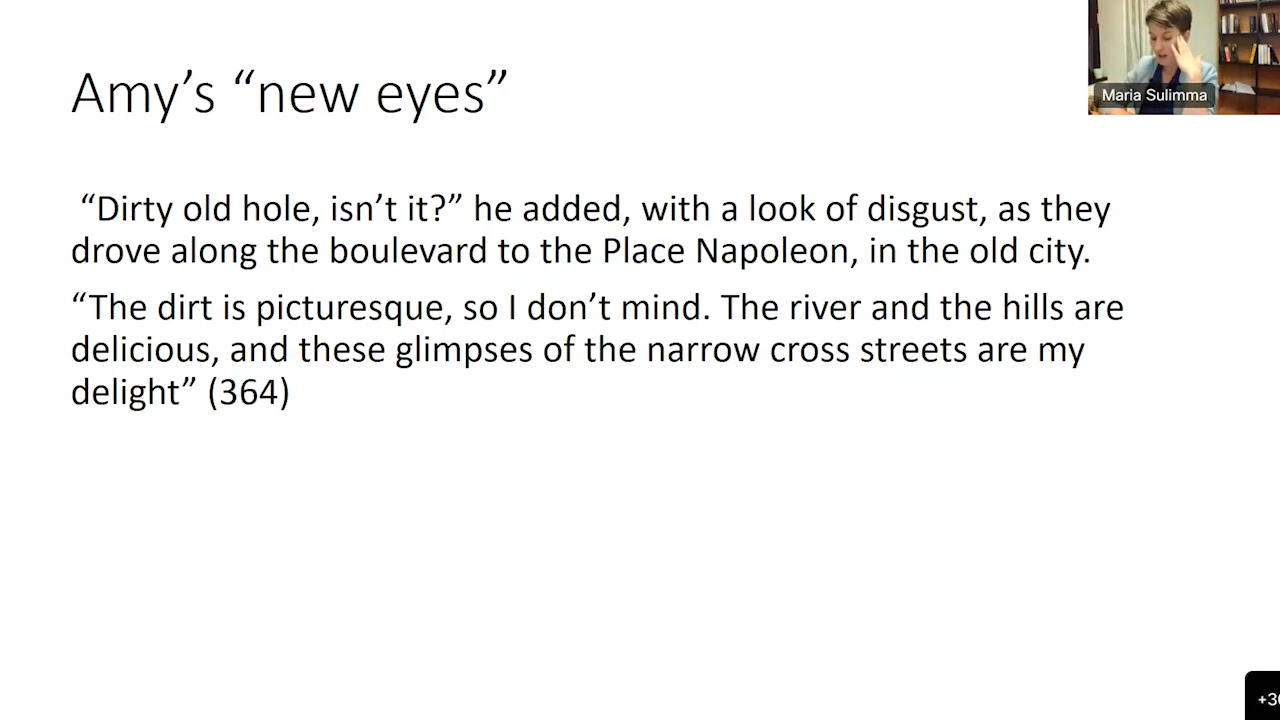 Amy’s “new eyes”
Maria Sulimma
“Dirty old hole, isn’t it?” he added, with a look of disgust, as they
drove along the boulevard to the Place Napoleon, in the old city.
“The dirt is picturesque, so I don’t mind. The river and the hills are
delicious, and these glimpses of the narrow cross streets are my
delight” (364)